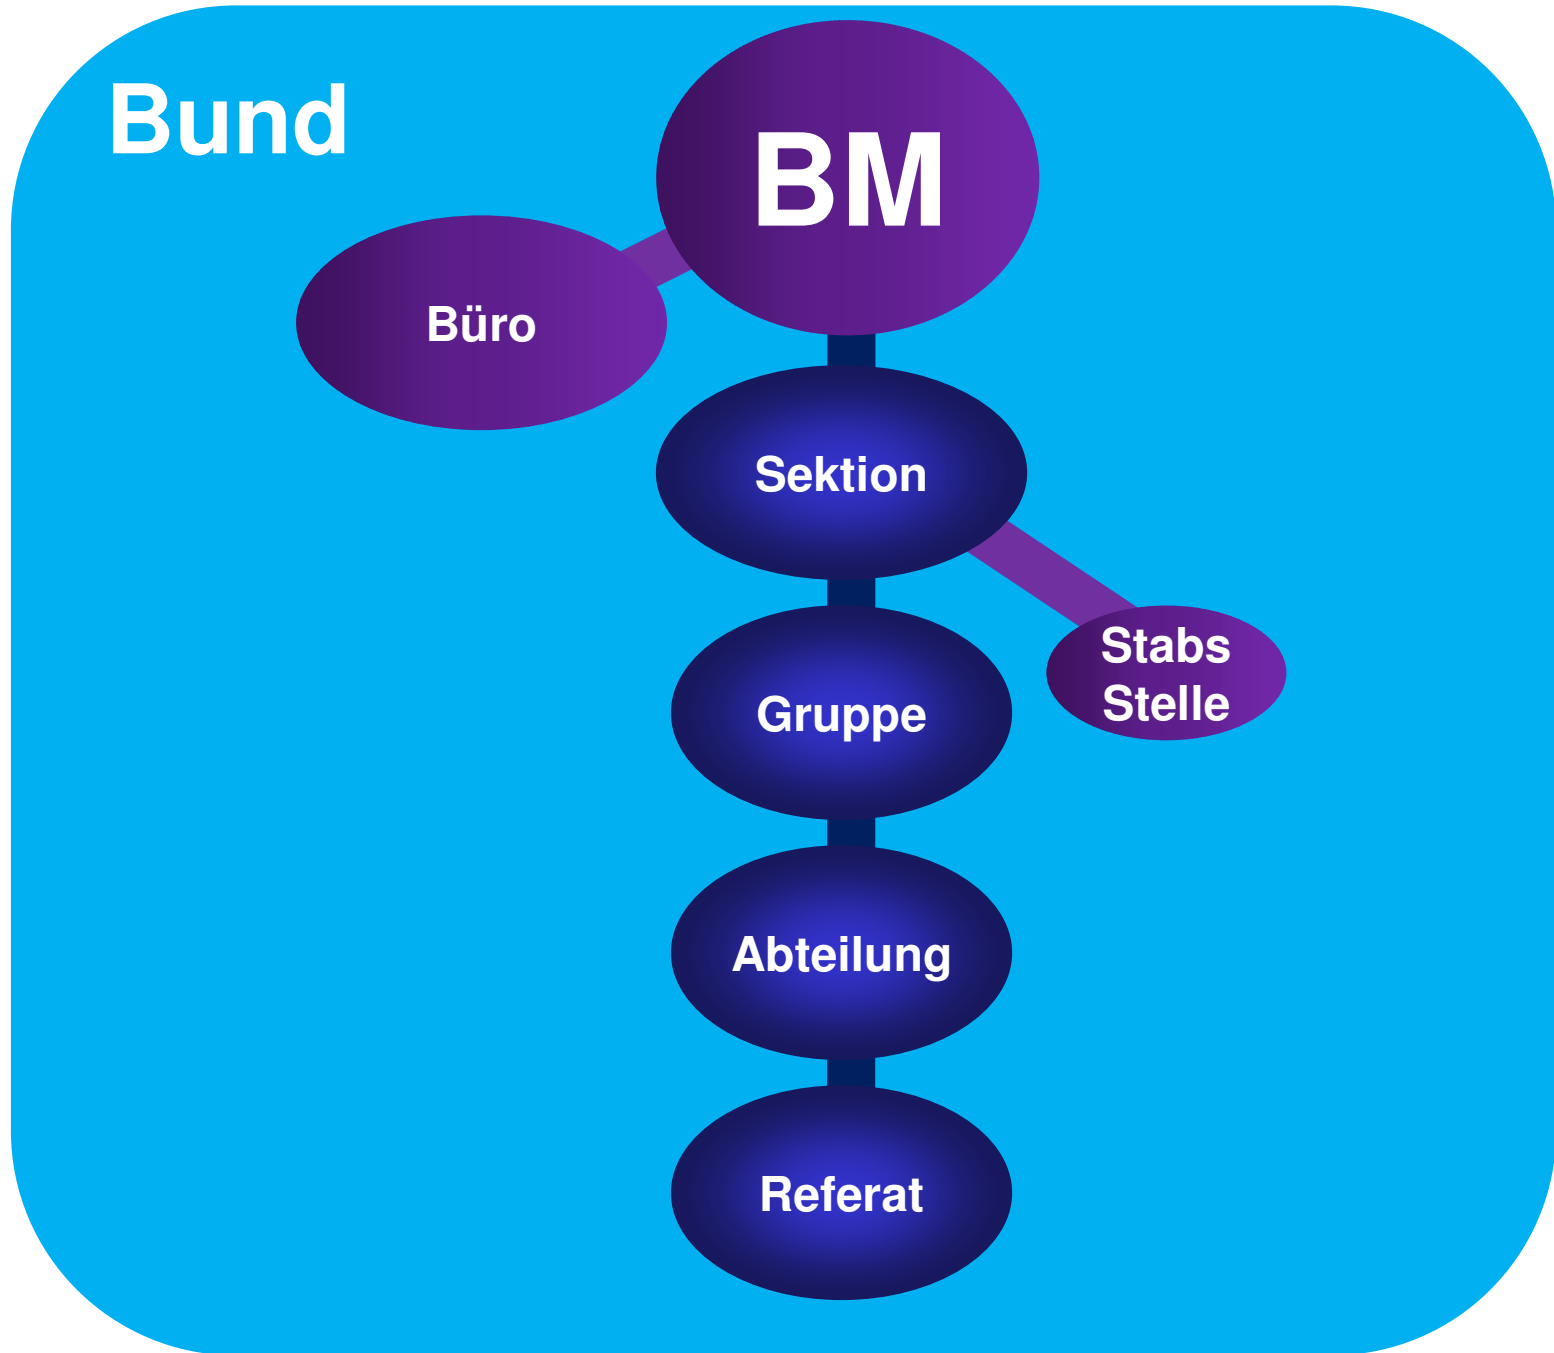 Bund
BM
Büro
Sektion
Stabs
Stelle
Gruppe
Abteilung
Referat